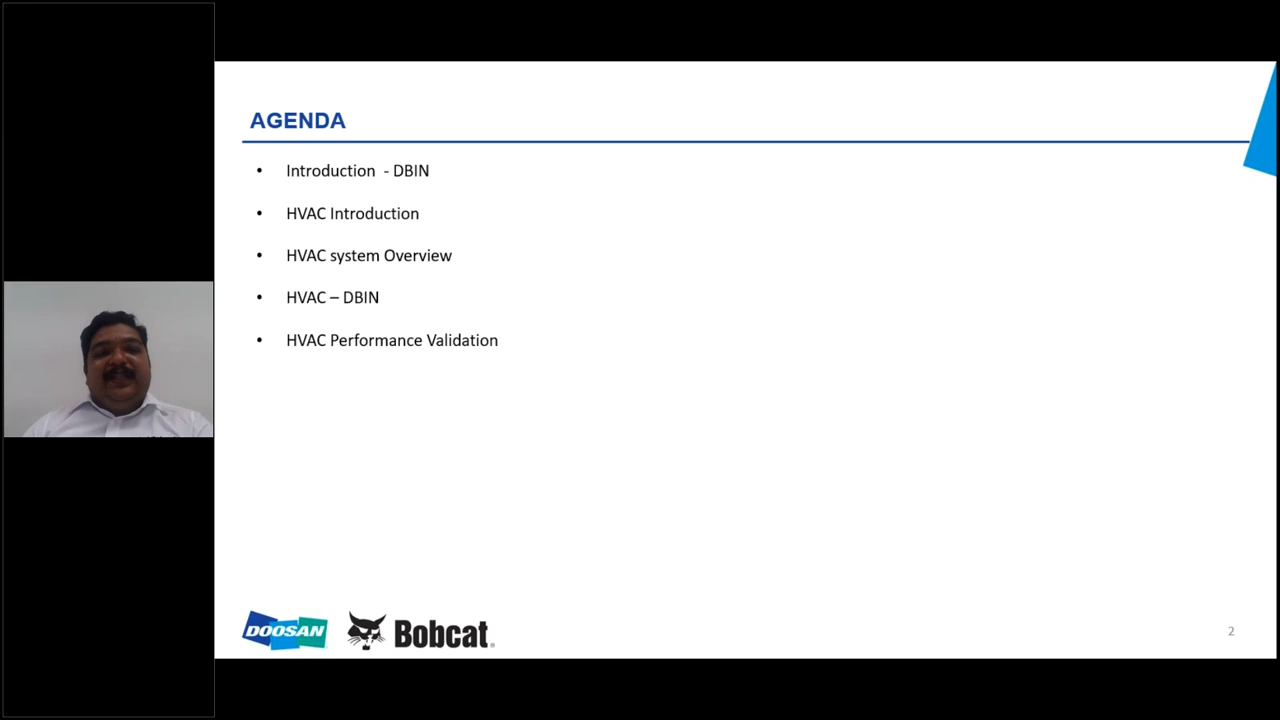 AGENDA
• Introduction - DBIN
• HVAC Introduction
• HVAC system Overview
• HVAC – DBIN
• HVAC Performance Validation
DOOSAN Bobcat®
2